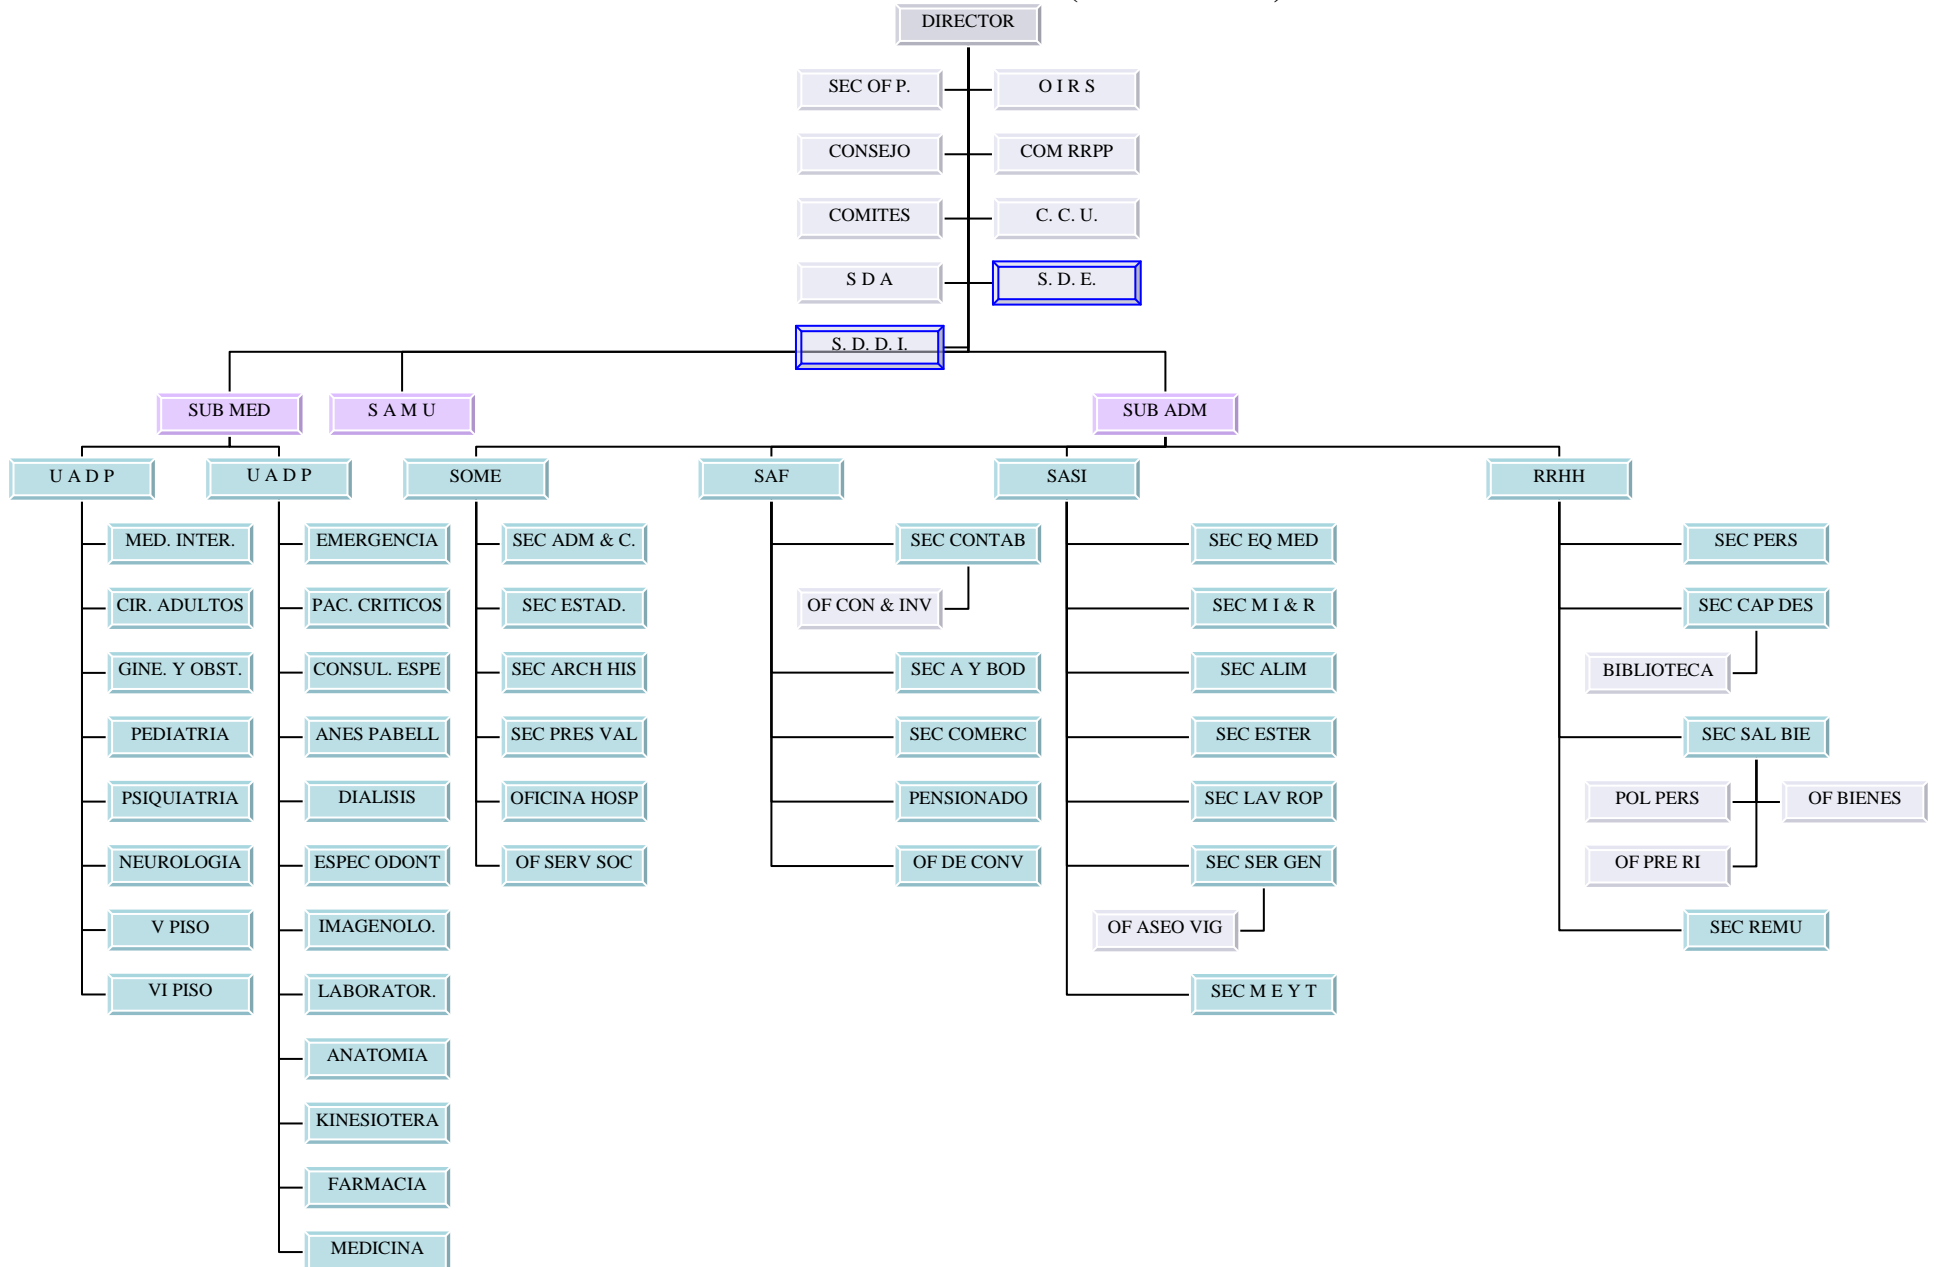 DIRECTOR
SEC OF P.
O I R S
CONSEJO
COM RRPP
COMITES
C. C. U.
S D A
S. D. E.
S. D. D. I.
SUB MED
S A M U
SUB ADM
U A D P
U A D P
SOME
SAF
SASI
RRHH
MED. INTER.
EMERGENCIA
SEC ADM & C.
SEC CONTAB
SEC EQ MED
SEC PERS
CIR. ADULTOS
PAC. CRITICOS
SEC ESTAD.
OF CON & INV
SEC M I & R
SEC CAP DES
GINE. Y OBST.
CONSUL. ESPE
SEC ARCH HIS
SEC A Y BOD
SEC ALIM
BIBLIOTECA
PEDIATRIA
ANES PABELL
SEC PRES VAL
SEC COMERC
SEC ESTER
SEC SAL BIE
PSIQUIATRIA
DIALISIS
OFICINA HOSP
PENSIONADO
SEC LAV ROP
POL PERS
OF BIENES
NEUROLOGIA
ESPEC ODONT
OF SERV SOC
OF DE CONV
SEC SER GEN
OF PRE RI
V PISO
IMAGENOLO.
OF ASEO VIG
SEC REMU
VI PISO
LABORATOR.
SEC M E Y T
ANATOMIA
KINESIOTERA
FARMACIA
MEDICINA